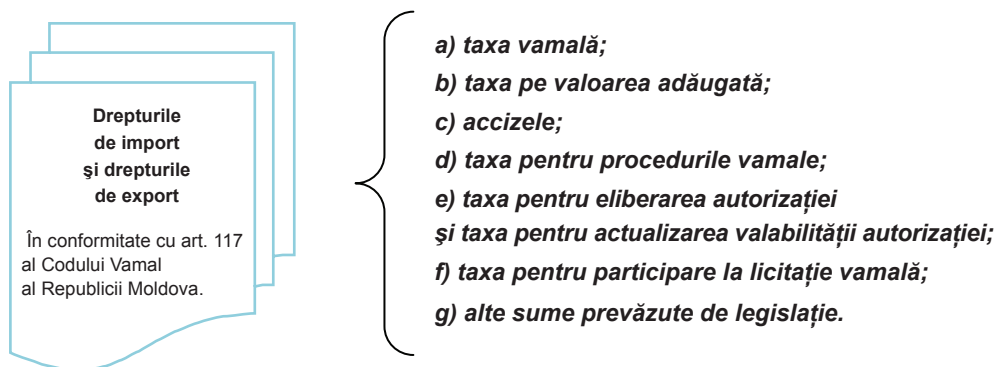 Drepturile
de import
şi drepturile
de export
În conformitate cu art. 117
al Codului Vamal
al Republicii Moldova.
a) taxa vamală;
b) taxa pe valoarea adăugată;
c) accizele;
d) taxa pentru procedurile vamale;
e) taxa pentru eliberarea autorizației
şi taxa pentru actualizarea valabilității autorizației;
f) taxa pentru participare la licitație vamală;
g) alte sume prevăzute de legislație.